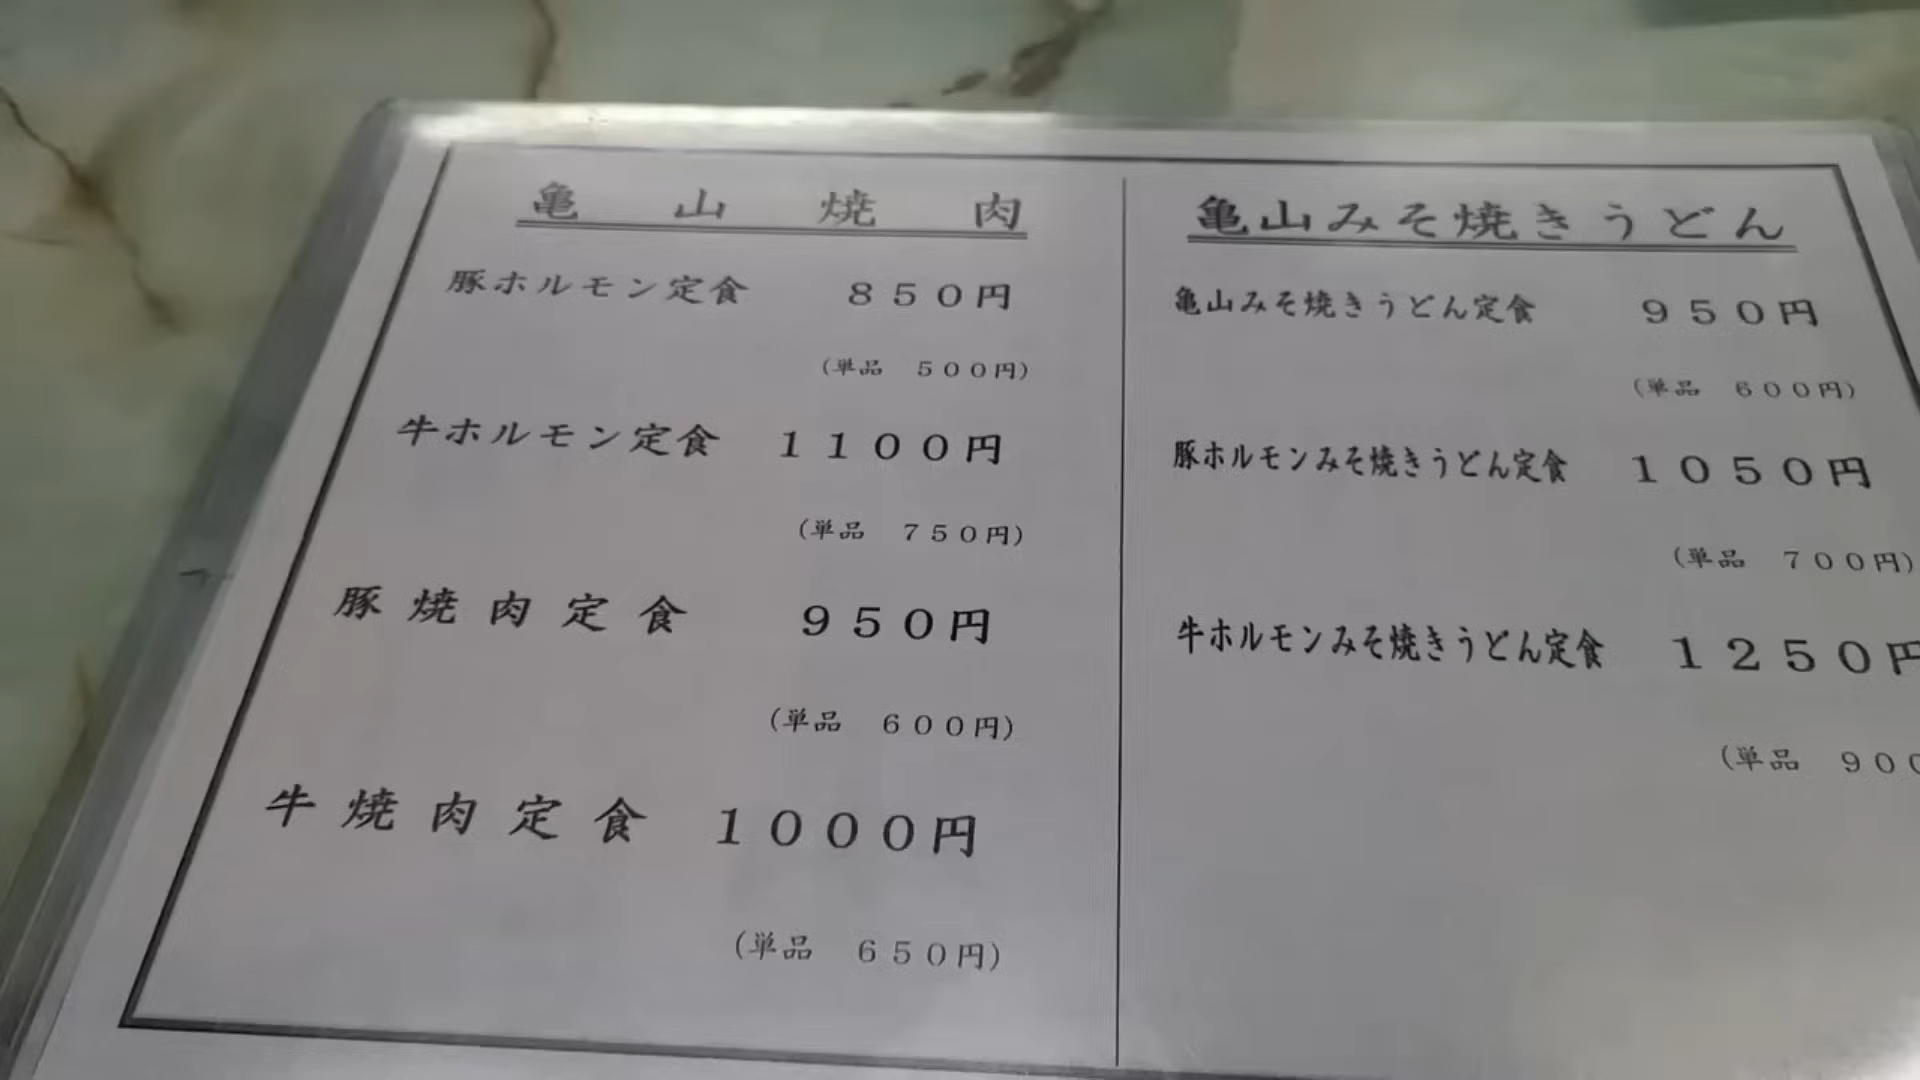 亀山焼肉
豚ホルモン定食 850円
(単品 500円)
牛ホルモン定食 1100円
(単品 750円)
豚焼肉定食 950円
(単品 600円)
牛焼肉定食 1000円
(単品 650円)
亀山みそ焼きうどん
亀山みそ焼きうどん定食 950円
(単品 600円)
豚ホルモンみそ焼きうどん定食 1050円
(単品 700円)
牛ホルモンみそ焼きうどん定食 1250円
(単品 900